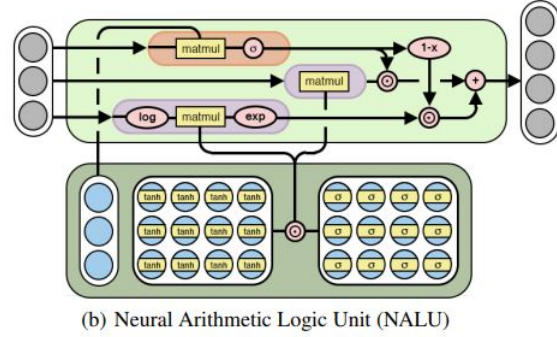 matmul σ 1-x
matmul ⊙ +
log matmul exp ⊙
tanh tanh tanh tanh σ σ σ σ
tanh tanh tanh tanh ⊙ σ σ σ σ
tanh tanh tanh tanh σ σ σ σ
(b) Neural Arithmetic Logic Unit (NALU)